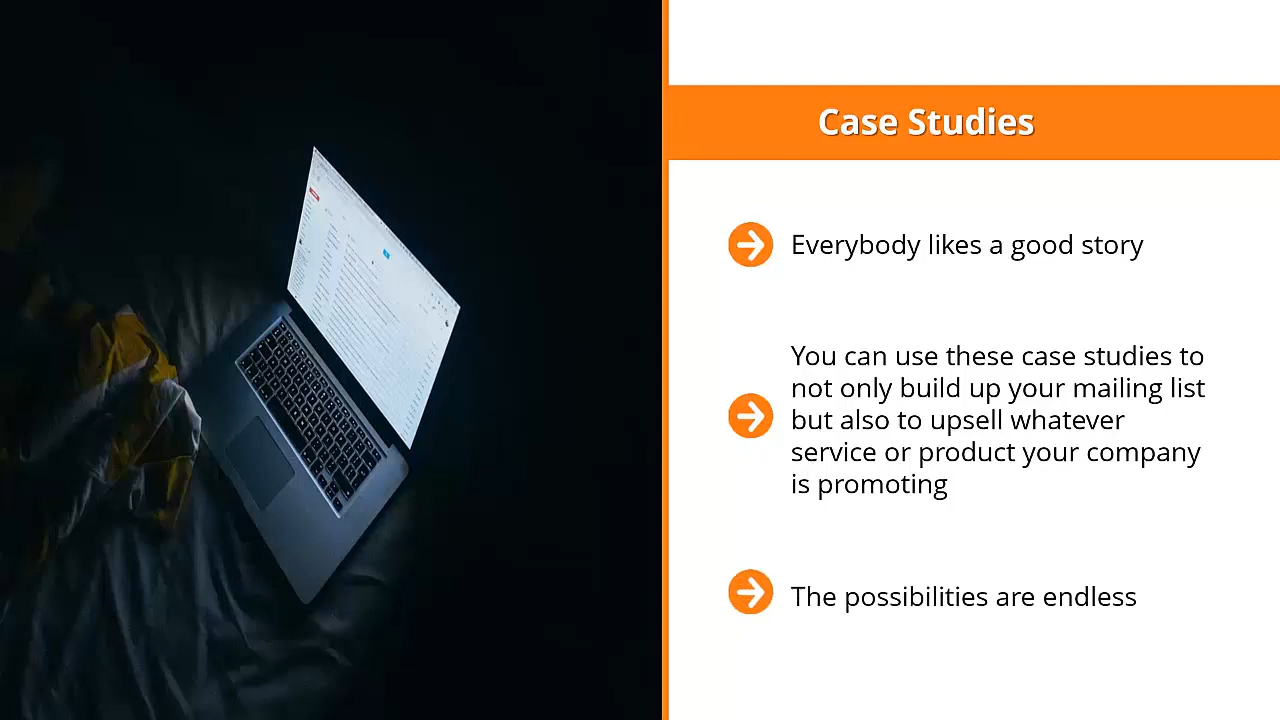 Case Studies
Everybody likes a good story
You can use these case studies to
not only build up your mailing list
but also to upsell whatever
service or product your company
is promoting
The possibilities are endless